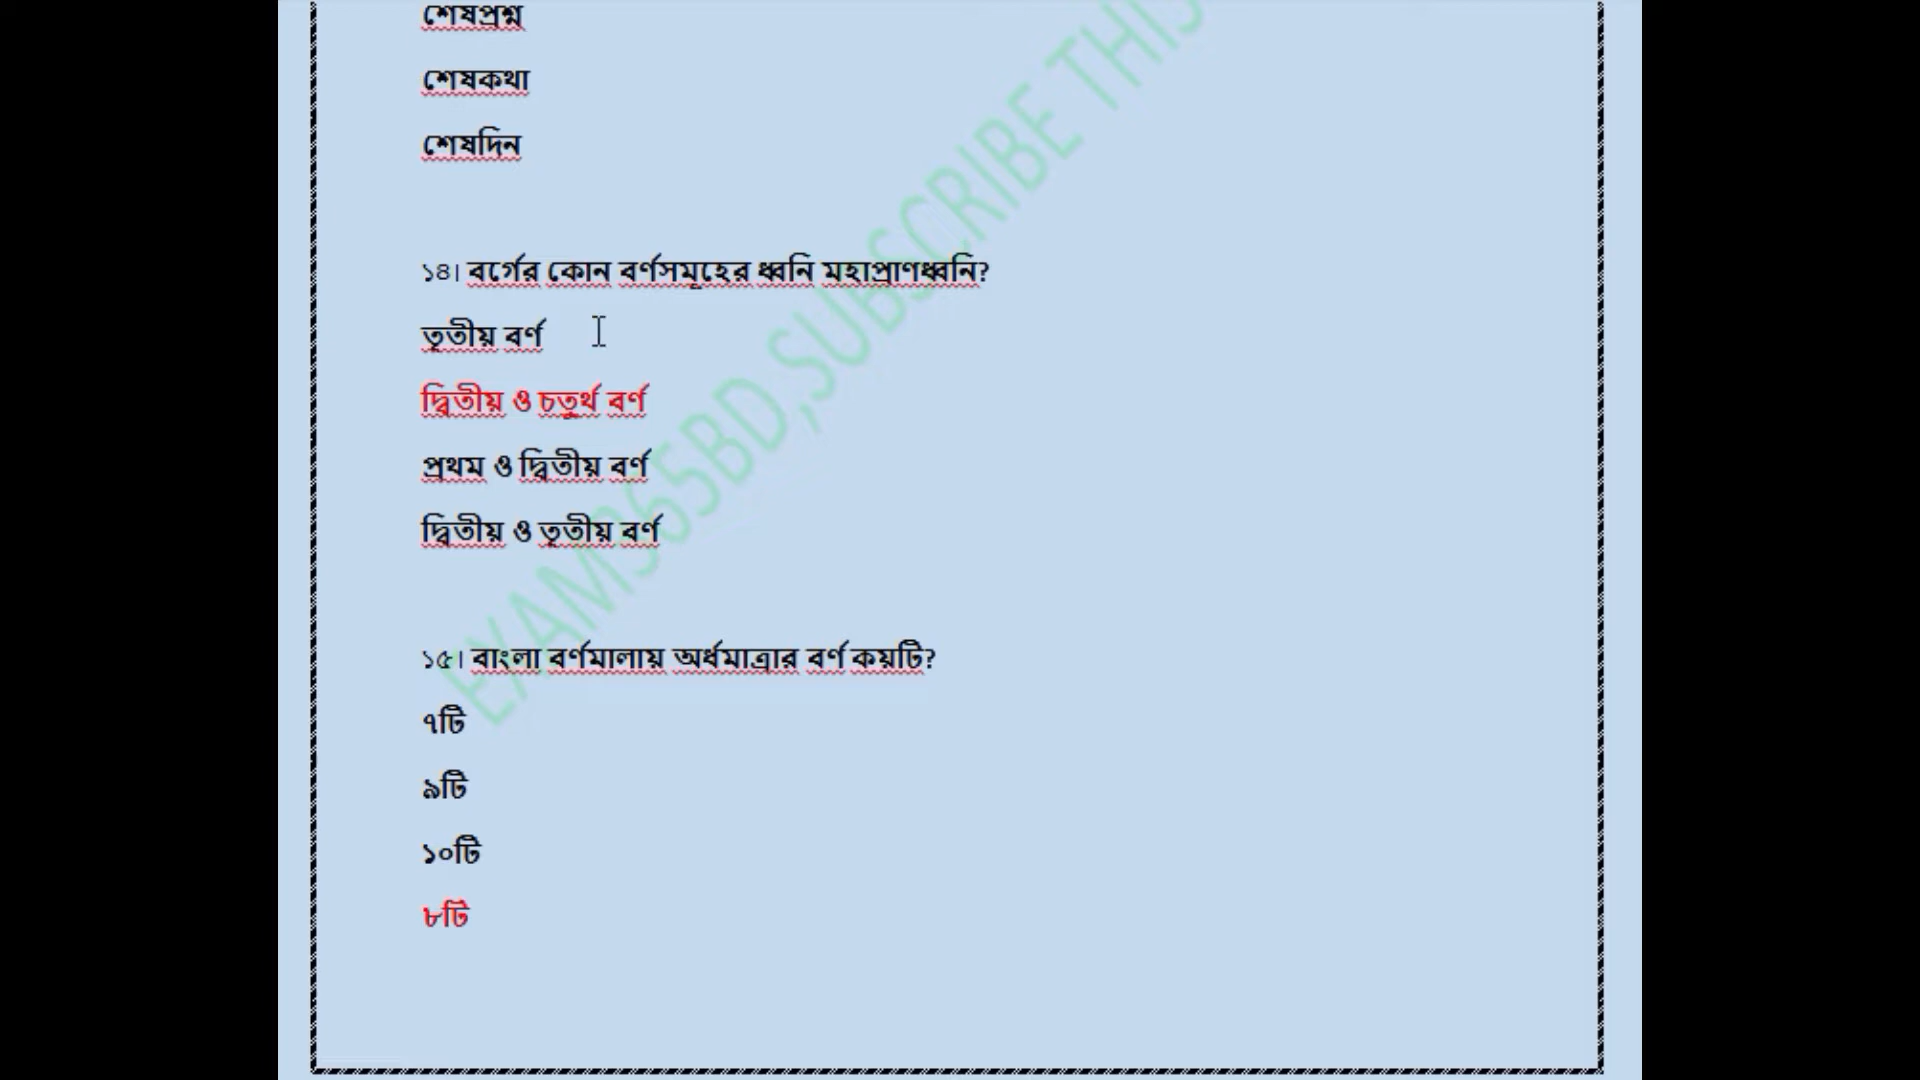 শেষপ্রশ্ন
শেষকথা
শেষদিন
১৪। বর্গের কোন বর্ণসমূহের ধ্বনি মহাপ্রাণধ্বনি?
তৃতীয় বর্ণ
দ্বিতীয় ও চতুর্থ বর্ণ
প্রথম ও দ্বিতীয় বর্ণ
দ্বিতীয় ও তৃতীয় বর্ণ
১৫। বাংলা বর্ণমালায় অর্ধমাত্রার বর্ণ কয়টি?
৭টি
৯টি
১০টি
৮টি
EXAM365BD,SUBSCRIBE THIS